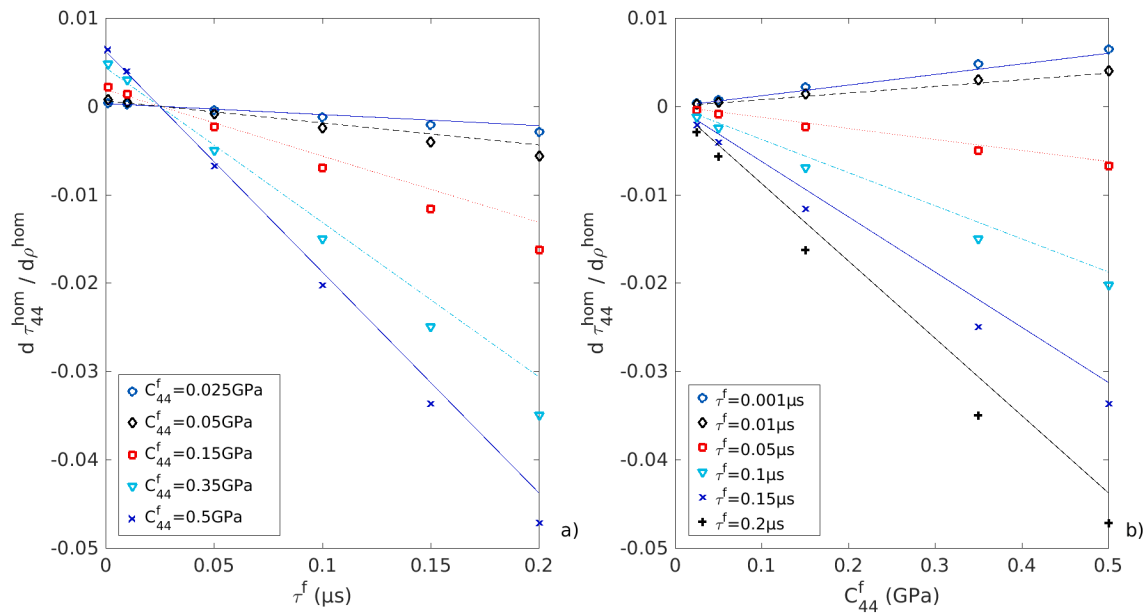 0.01
0
-0.01
-0.02
-0.03
-0.04
-0.05
d τ₄₄ʰᵒᵐ / dρʰᵒᵐ
C₄₄ᶠ=0.025GPa
C₄₄ᶠ=0.05GPa
C₄₄ᶠ=0.15GPa
C₄₄ᶠ=0.35GPa
C₄₄ᶠ=0.5GPa
a)
0 0.05 0.1 0.15 0.2
τᶠ (μs)
0.01
0
-0.01
-0.02
-0.03
-0.04
-0.05
d τ₄₄ʰᵒᵐ / dρʰᵒᵐ
τᶠ=0.001μs
τᶠ=0.01μs
τᶠ=0.05μs
τᶠ=0.1μs
τᶠ=0.15μs
τᶠ=0.2μs
b)
0 0.1 0.2 0.3 0.4 0.5
C₄₄ᶠ (GPa)